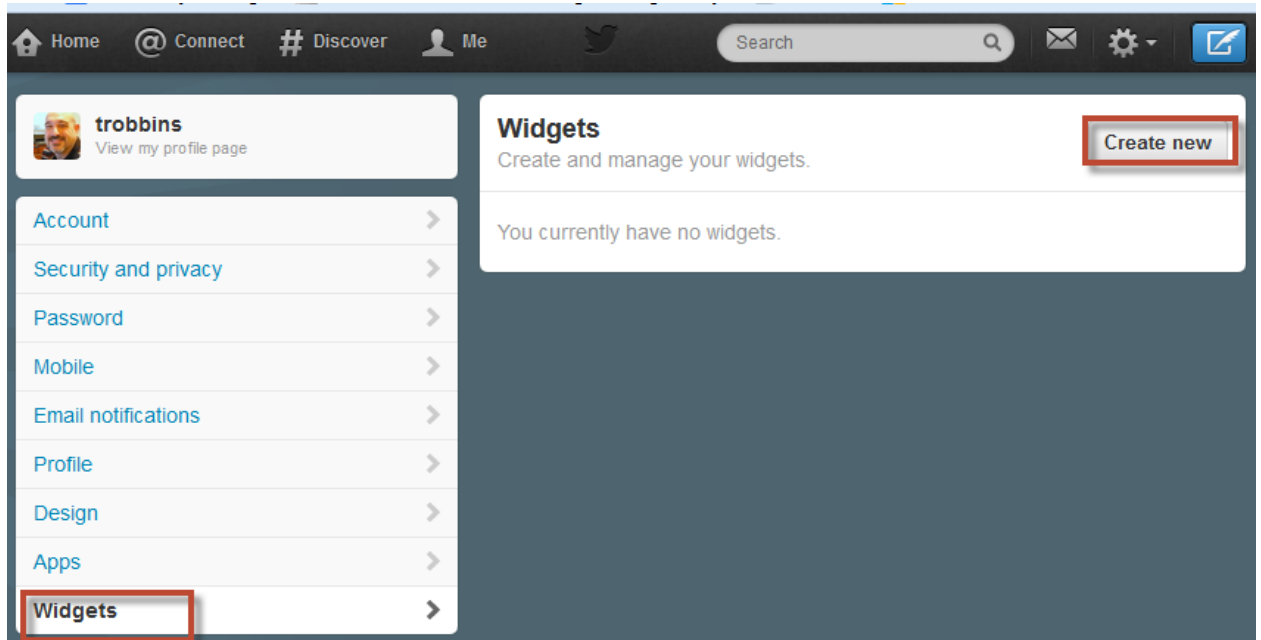 Home @ Connect # Discover Me Search
trobbins
View my profile page
Account
Security and privacy
Password
Mobile
Email notifications
Profile
Design
Apps
Widgets
Widgets
Create and manage your widgets.
Create new
You currently have no widgets.